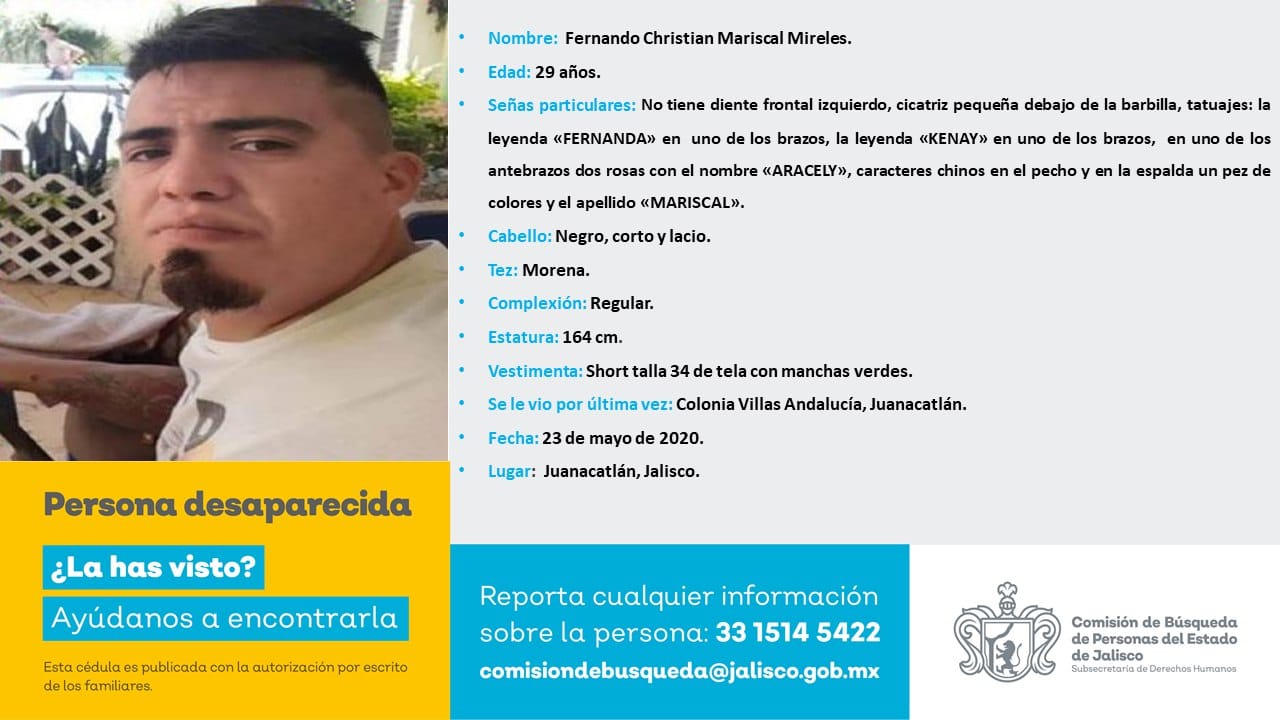 Nombre: Fernando Christian Mariscal Mireles.
Edad: 29 años.
Señas particulares: No tiene diente frontal izquierdo, cicatriz pequeña debajo de la barbilla, tatuajes: la
leyenda «FERNANDA» en uno de los brazos, la leyenda «KENAY» en uno de los brazos, en uno de los
antebrazos dos rosas con el nombre «ARACELY», caracteres chinos en el pecho y en la espalda un pez de
colores y el apellido «MARISCAL».
Cabello: Negro, corto y lacio.
Tez: Morena.
Complexión: Regular.
Estatura: 164 cm.
Vestimenta: Short talla 34 de tela con manchas verdes.
Se le vio por última vez: Colonia Villas Andalucía, Juanacatlán.
Fecha: 23 de mayo de 2020.
Lugar: Juanacatlán, Jalisco.
Persona desaparecida
¿La has visto?
Ayúdanos a encontrarla
Esta cédula es publicada con la autorización por escrito
de los familiares.
Reporta cualquier información
sobre la persona: 33 1514 5422
comisiondebusqueda@jalisco.gob.mx
Comisión de Búsqueda
de Personas del Estado
de Jalisco
Subsecretaría de Derechos Humanos